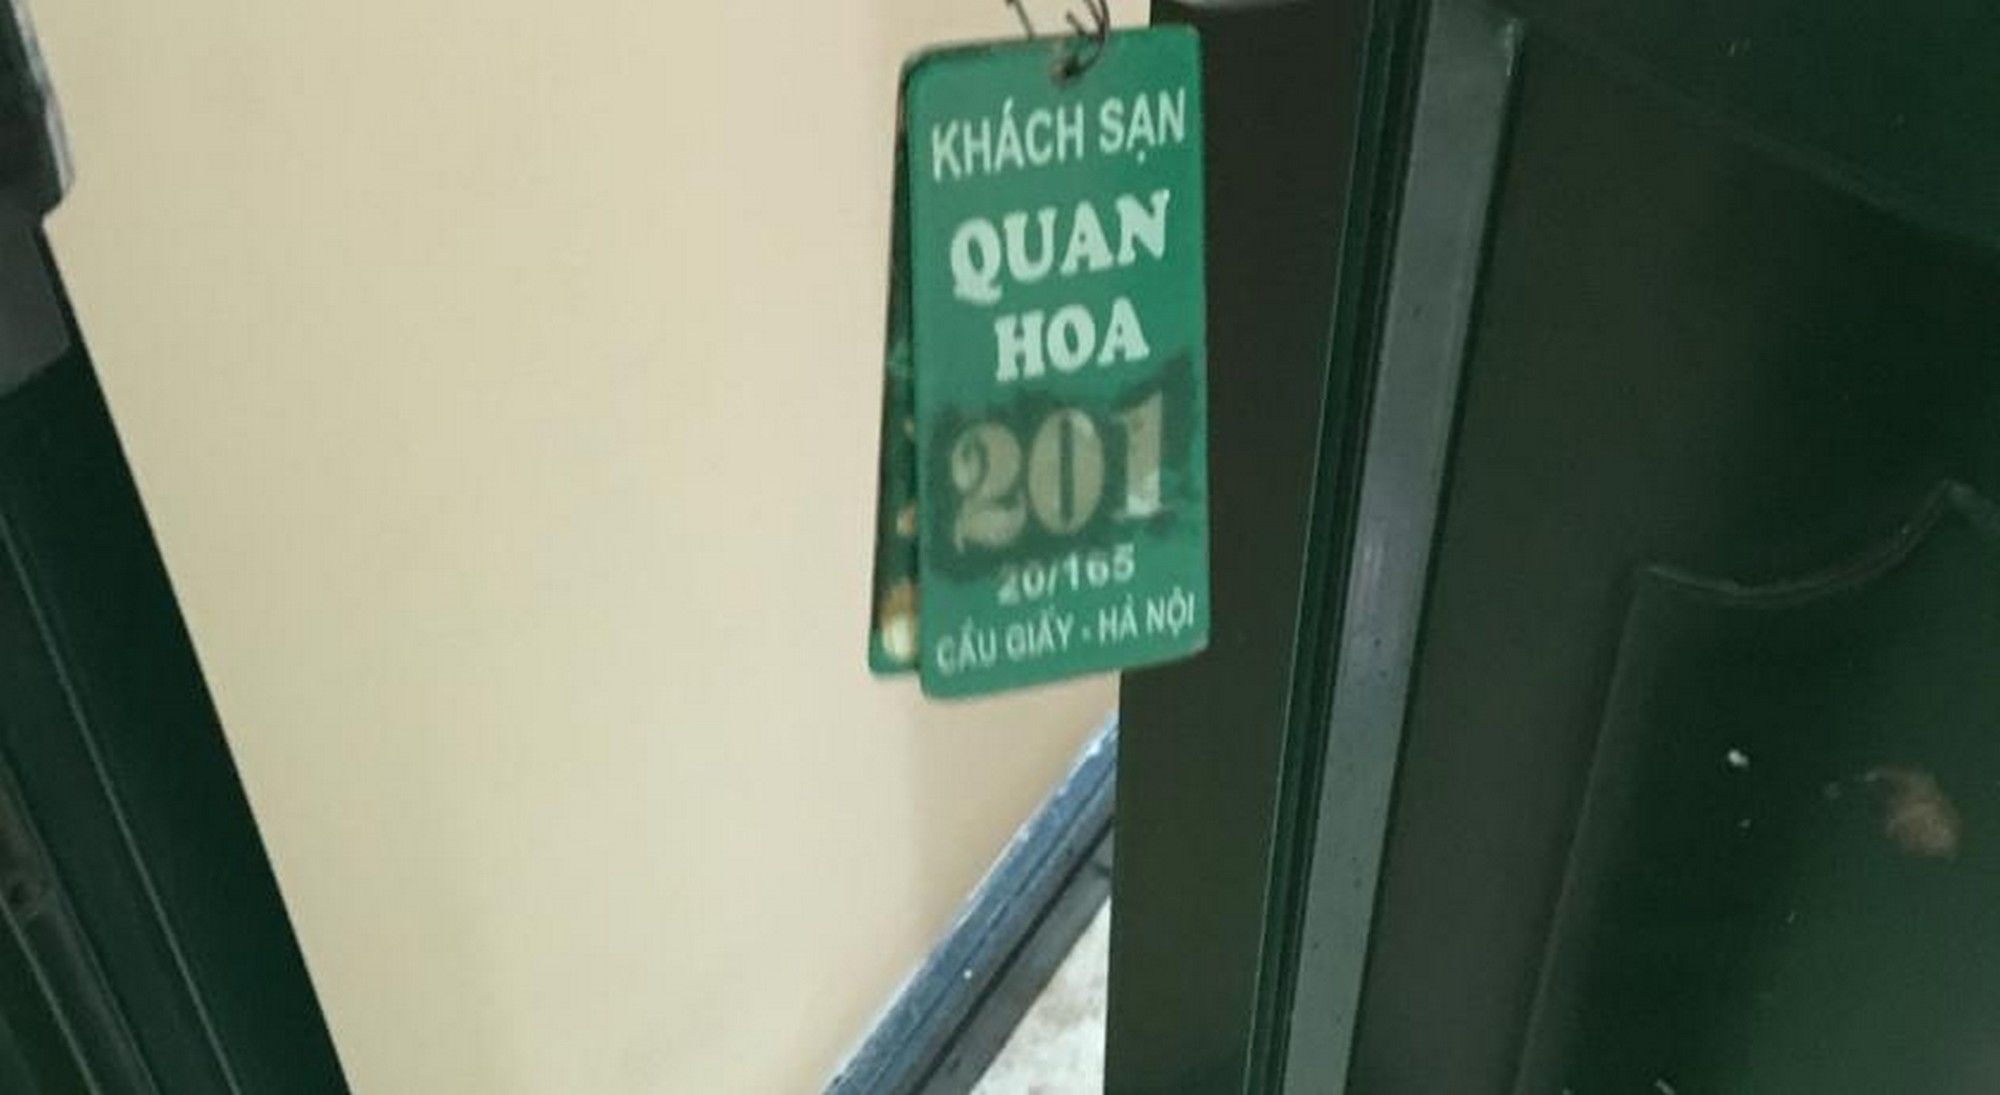 KHÁCH SẠN
QUAN
HOA
201
20/165
CẦU GIẤY - HÀ NỘI